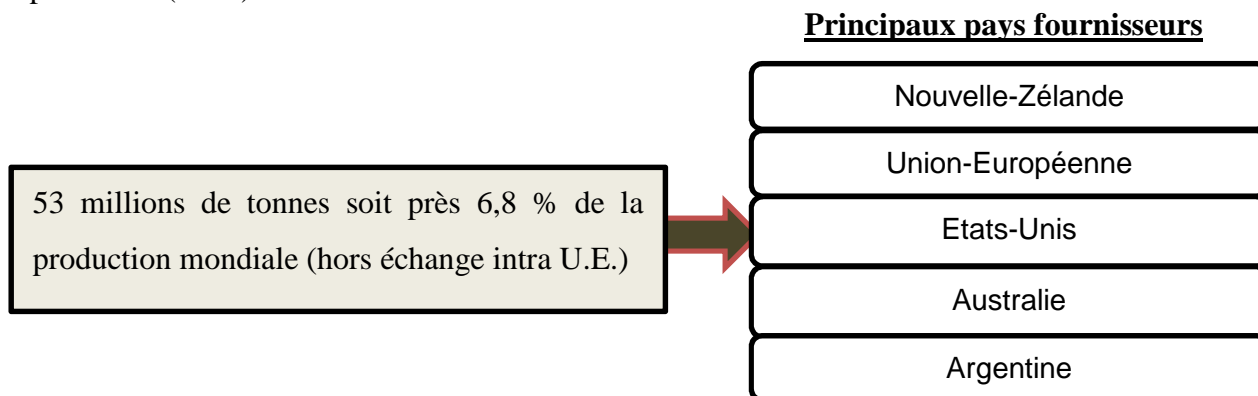 Principaux pays fournisseurs
Nouvelle-Zélande
Union-Européenne
53 millions de tonnes soit près 6,8 % de la
production mondiale (hors échange intra U.E.)
Etats-Unis
Australie
Argentine